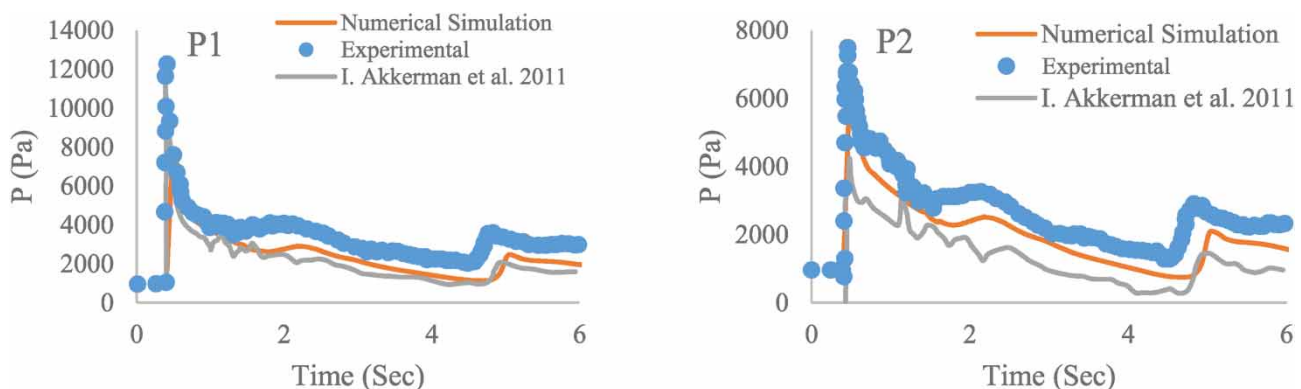 14000
12000
10000
8000
6000
4000
2000
0
P (Pa)
P1
Numerical Simulation
Experimental
I. Akkerman et al. 2011
0 2 4 6
Time (Sec)
8000
6000
4000
2000
0
P (Pa)
P2
Numerical Simulation
Experimental
I. Akkerman et al. 2011
0 2 4 6
Time (Sec)